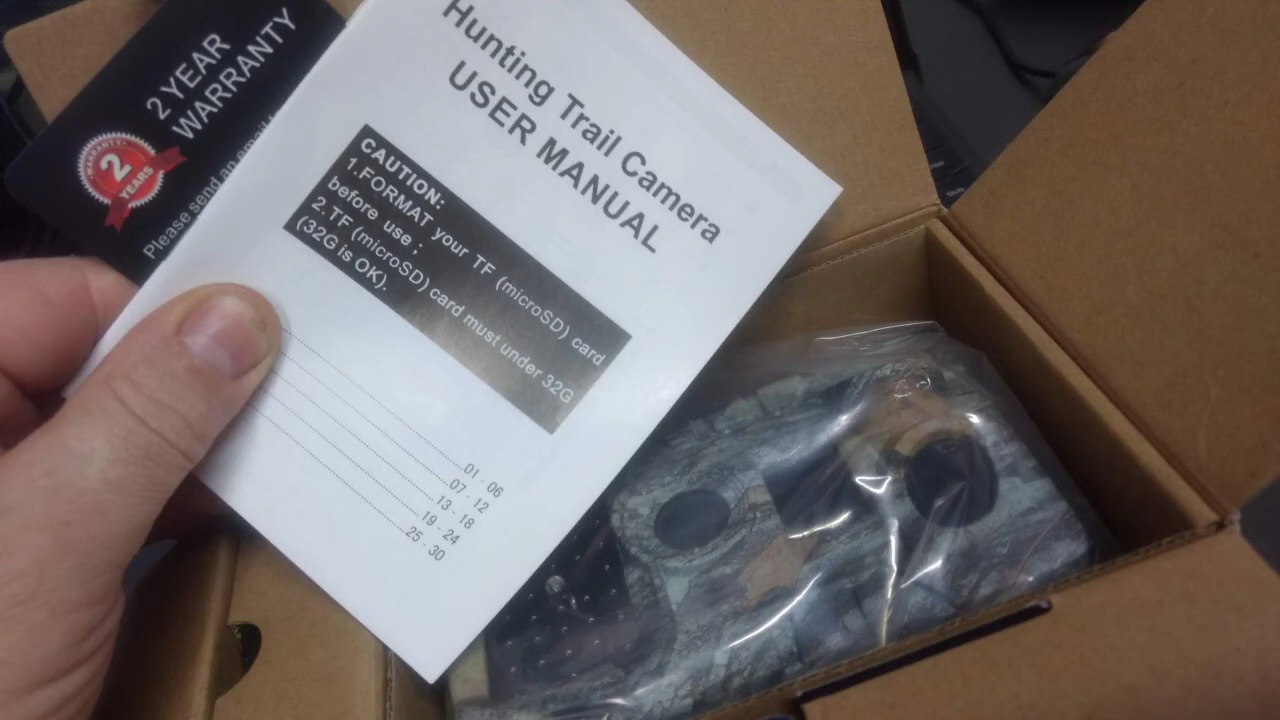 2 YEAR
WARRANTY
WARRANTY
2
YEARS
Please send an email
Hunting Trail Camera
USER MANUAL
CAUTION:
1.FORMAT your TF (microSD) card
before use ;
2.TF (microSD) card must under 32G
(32G is OK).
01 - 06
07 - 12
13 - 18
19 - 24
25 - 30